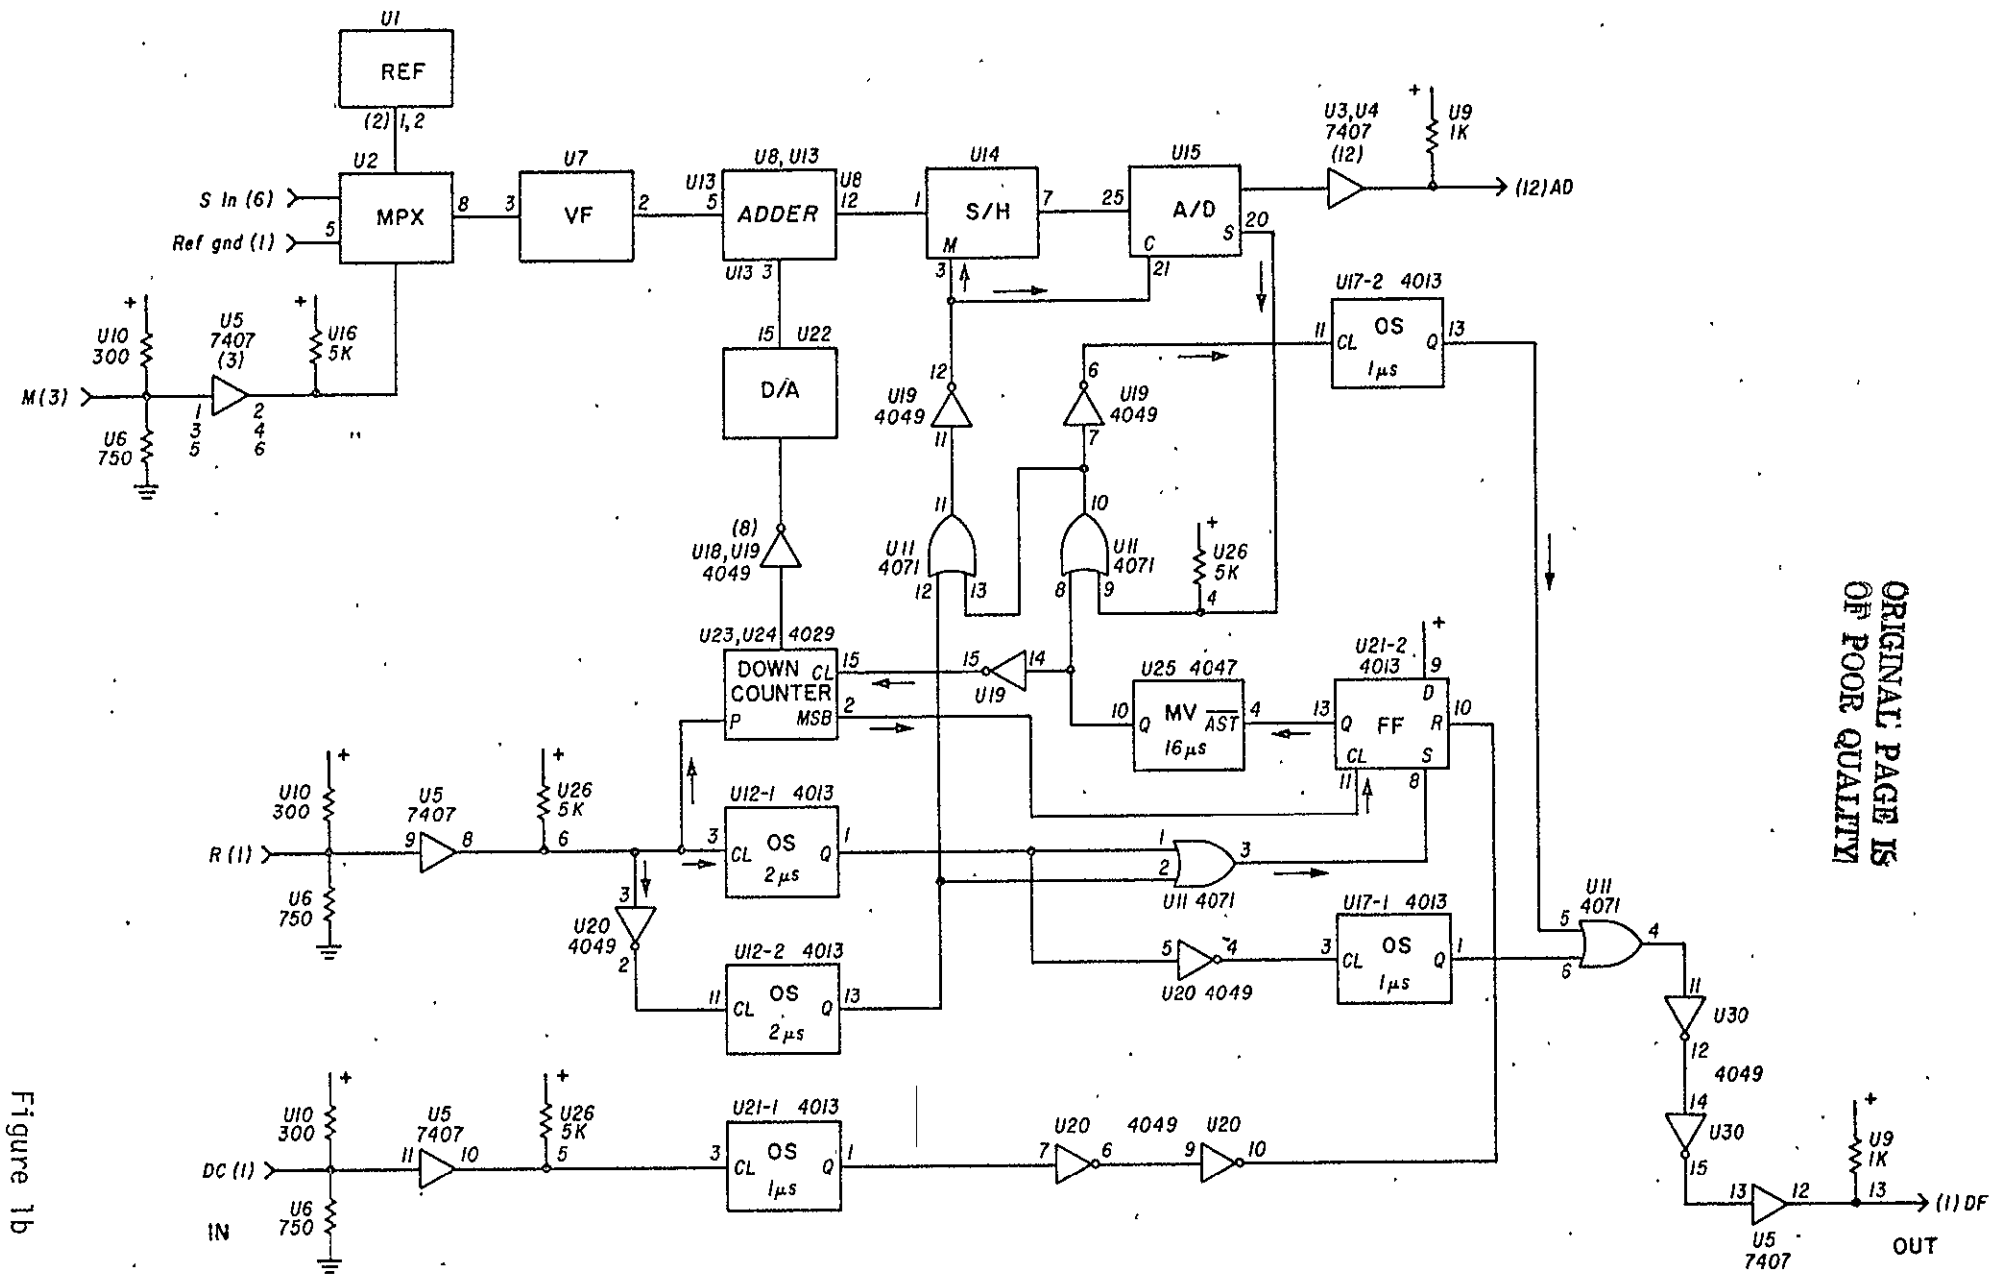 U1
REF
(2) 1, 2
U2
S In (6)
5
Ref gnd (1)
MPX
8
U7
3
VF
2
U8, U13
U13
5
ADDER
U8
12
U13 3
U14
1
S/H
7
M
3
U15
25
A/D
20
S
C
21
U3, U4
7407
(12)
+
U9
1K
(12) AD
+
U10
300
M (3)
U6
750
U5
7407
(3)
1
3
5
2
4
6
+
U16
5K
15
U22
D/A
(8)
U18, U19
4049
12
U19
4049
11
6
U19
4049
7
U17-2 4013
11
CL
OS
Q
13
1μs
11
U11
4071
12
13
10
U11
4071
8
9
+
U26
5K
4
U23, U24 4029
DOWN
COUNTER
CL
15
P
MSB
2
15
14
U19
U25 4047
10
Q
MV
AST
4
16μs
U21-2
4013
+
9
D
13
Q
FF
R
10
CL
S
11
8
+
U10
300
R (1)
U6
750
9
U5
7407
8
+
U26
5K
6
U12-1 4013
3
CL
OS
Q
1
2μs
3
U20
4049
2
U12-2 4013
11
CL
OS
Q
13
2μs
1
2
3
U11 4071
5
4
U20 4049
U17-1 4013
3
CL
OS
Q
1
1μs
U11
4071
5
6
4
11
U30
12
4049
14
U30
15
+
U10
300
DC (1)
U6
750
11
U5
7407
10
+
U26
5K
5
U21-1 4013
3
CL
OS
Q
1
1μs
U20 4049 U20
7
6
9
10
13
12
U5
7407
+
U9
1K
13
(1) DF
IN
OUT
ORIGINAL PAGE IS
OF POOR QUALITY
Figure 1b